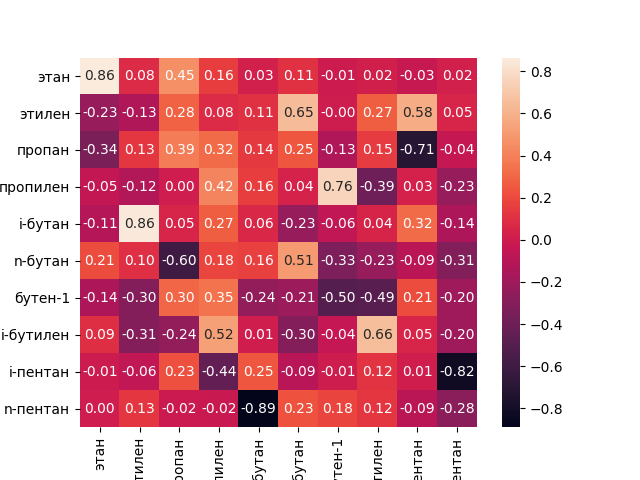 этан 0.86 0.08 0.45 0.16 0.03 0.11 -0.01 0.02 -0.03 0.02
этилен -0.23 -0.13 0.28 0.08 0.11 0.65 -0.00 0.27 0.58 0.05
пропан -0.34 0.13 0.39 0.32 0.14 0.25 -0.13 0.15 -0.71 -0.04
пропилен -0.05 -0.12 0.00 0.42 0.16 0.04 0.76 -0.39 0.03 -0.23
i-бутан -0.11 0.86 0.05 0.27 0.06 -0.23 -0.06 0.04 0.32 -0.14
n-бутан 0.21 0.10 -0.60 0.18 0.16 0.51 -0.33 -0.23 -0.09 -0.31
бутен-1 -0.14 -0.30 0.30 0.35 -0.24 -0.21 -0.50 -0.49 0.21 -0.20
i-бутилен 0.09 -0.31 -0.24 0.52 0.01 -0.30 -0.04 0.66 0.05 -0.20
i-пентан -0.01 -0.06 0.23 -0.44 0.25 -0.09 -0.01 0.12 0.01 -0.82
n-пентан 0.00 0.13 -0.02 -0.02 -0.89 0.23 0.18 0.12 -0.09 -0.28
этан
тилен
ропан
пилен
бутан
бутан
утен-1
тилен
ентан
ентан
0.8
0.6
0.4
0.2
0.0
−0.2
−0.4
−0.6
−0.8